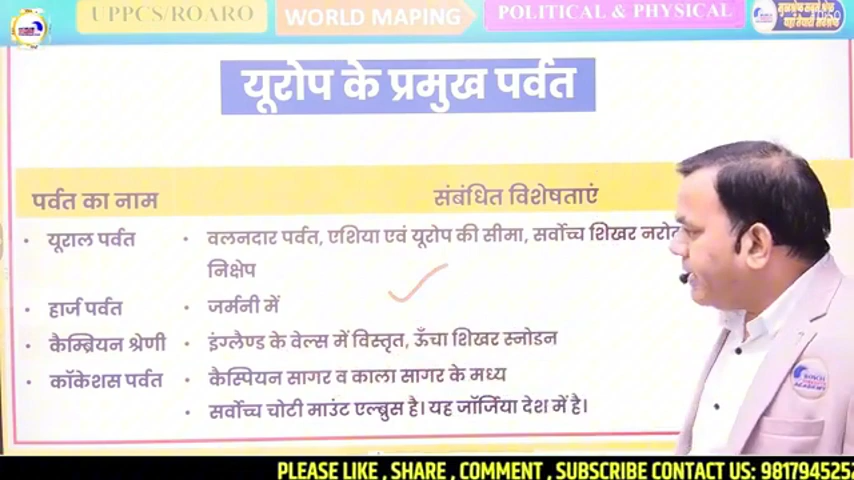 UPPCS/ROARO
WORLD MAPING
POLITICAL & PHYSICAL
यूरोप के प्रमुख पर्वत
पर्वत का नाम
संबंधित विशेषताएं
• यूराल पर्वत
• वलनदार पर्वत, एशिया एवं यूरोप की सीमा, सर्वोच्च शिखर
निक्षेप
• हार्ज पर्वत
• जर्मनी में
• कैम्ब्रियन श्रेणी
• इंग्लैण्ड के वेल्स में विस्तृत, ऊँचा शिखर स्नोडन
• कॉकेशस पर्वत
• कैस्पियन सागर व काला सागर के मध्य
• सर्वोच्च चोटी माउंट एल्ब्रुस है। यह जॉर्जिया देश में है।
PLEASE LIKE , SHARE , COMMENT , SUBSCRIBE CONTACT US: 981794525